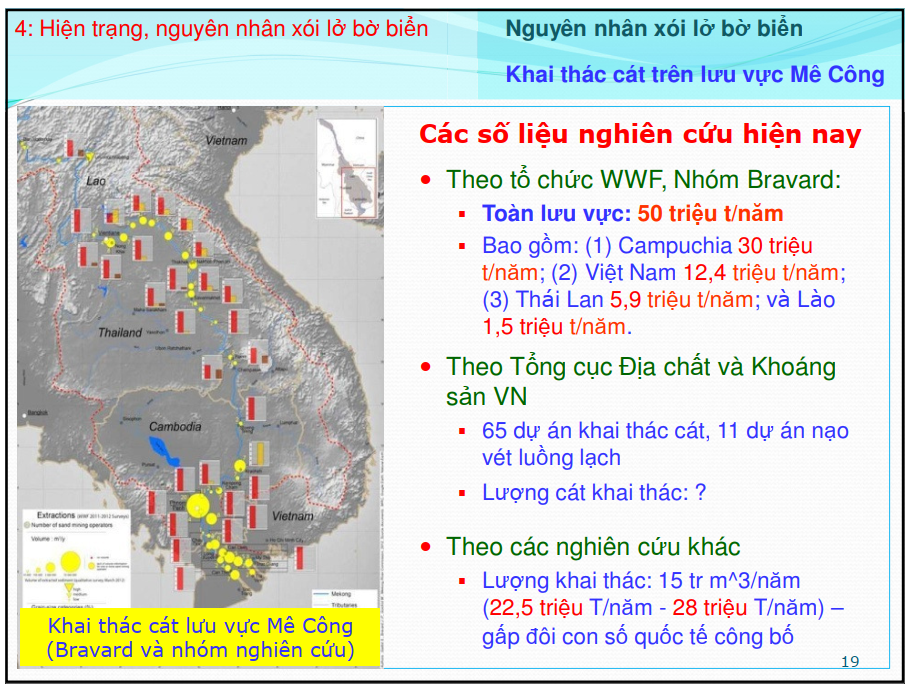 4: Hiện trạng, nguyên nhân xói lở bờ biển
Nguyên nhân xói lở bờ biển
Khai thác cát trên lưu vực Mê Công
Vietnam
Lao
Thailand
Cambodia
Vietnam
Bangkok
Extractions (WWF 2011-2012 Surveys)
Number of sand mining operators
Volume : m³/y
Mekong
Tributaries
Khai thác cát lưu vực Mê Công
(Bravard và nhóm nghiên cứu)
Các số liệu nghiên cứu hiện nay
• Theo tổ chức WWF, Nhóm Bravard:
▪ Toàn lưu vực: 50 triệu t/năm
▪ Bao gồm: (1) Campuchia 30 triệu
t/năm; (2) Việt Nam 12,4 triệu t/năm;
(3) Thái Lan 5,9 triệu t/năm; và Lào
1,5 triệu t/năm.
• Theo Tổng cục Địa chất và Khoáng
sản VN
▪ 65 dự án khai thác cát, 11 dự án nạo
vét luồng lạch
▪ Lượng cát khai thác: ?
• Theo các nghiên cứu khác
▪ Lượng khai thác: 15 tr m^3/năm
(22,5 triệu T/năm - 28 triệu T/năm) –
gấp đôi con số quốc tế công bố
19